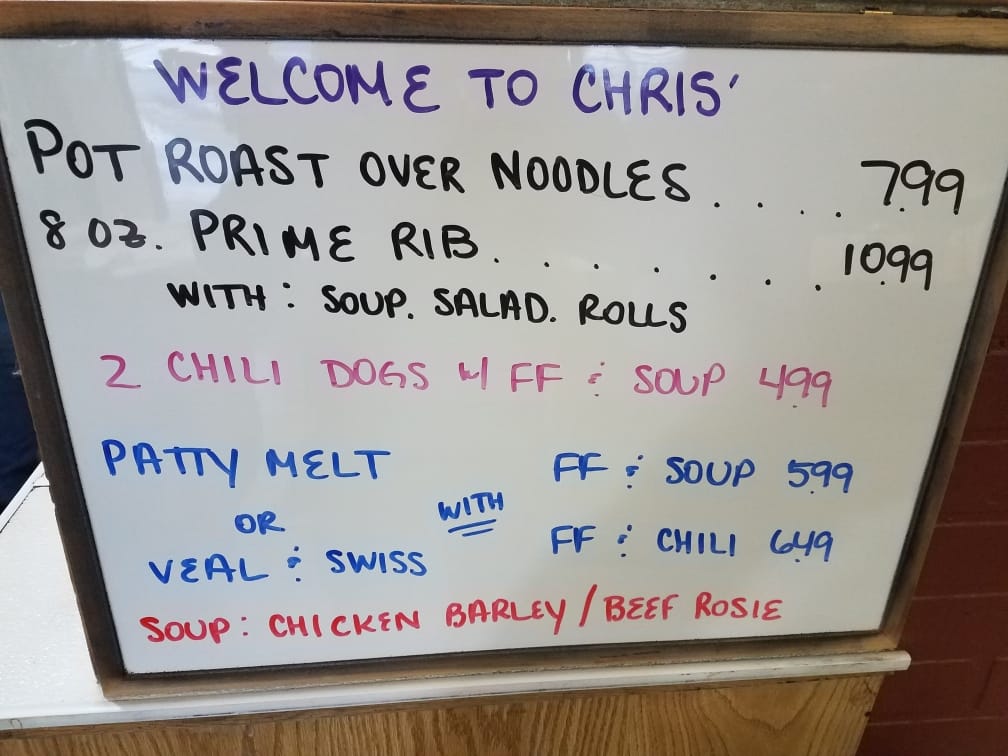 WELCOME TO CHRIS'
POT ROAST OVER NOODLES . . . . 7.99
8 OZ. PRIME RIB . . . . . . . 10.99
WITH: SOUP. SALAD. ROLLS
2 CHILI DOGS W/ FF & SOUP 4.99
PATTY MELT
OR
VEAL & SWISS
WITH
FF & SOUP 5.99
FF & CHILI 6.49
SOUP: CHICKEN BARLEY / BEEF ROSIE